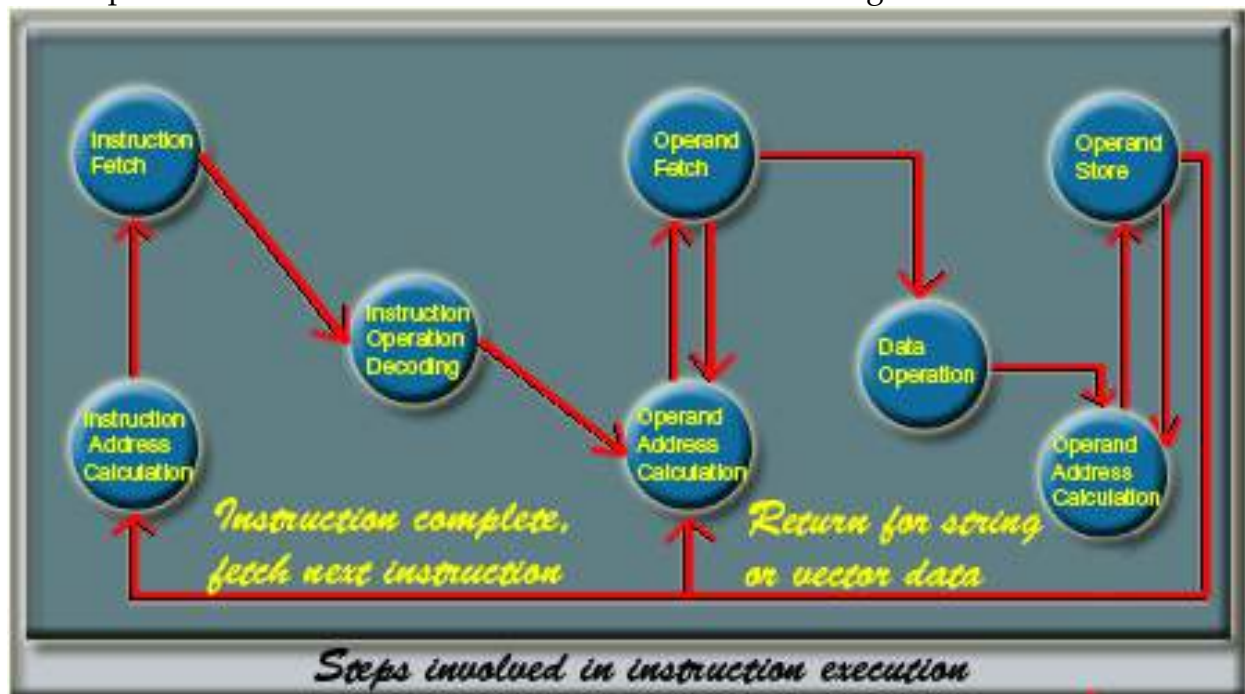 Instruction
Fetch
Operand
Fetch
Operand
Store
Instruction
Operation
Decoding
Data
Operation
Instruction
Address
Calculation
Operand
Address
Calculation
Operand
Address
Calculation
Instruction complete,
fetch next instruction
Return for string
or vector data
Steps involved in instruction execution